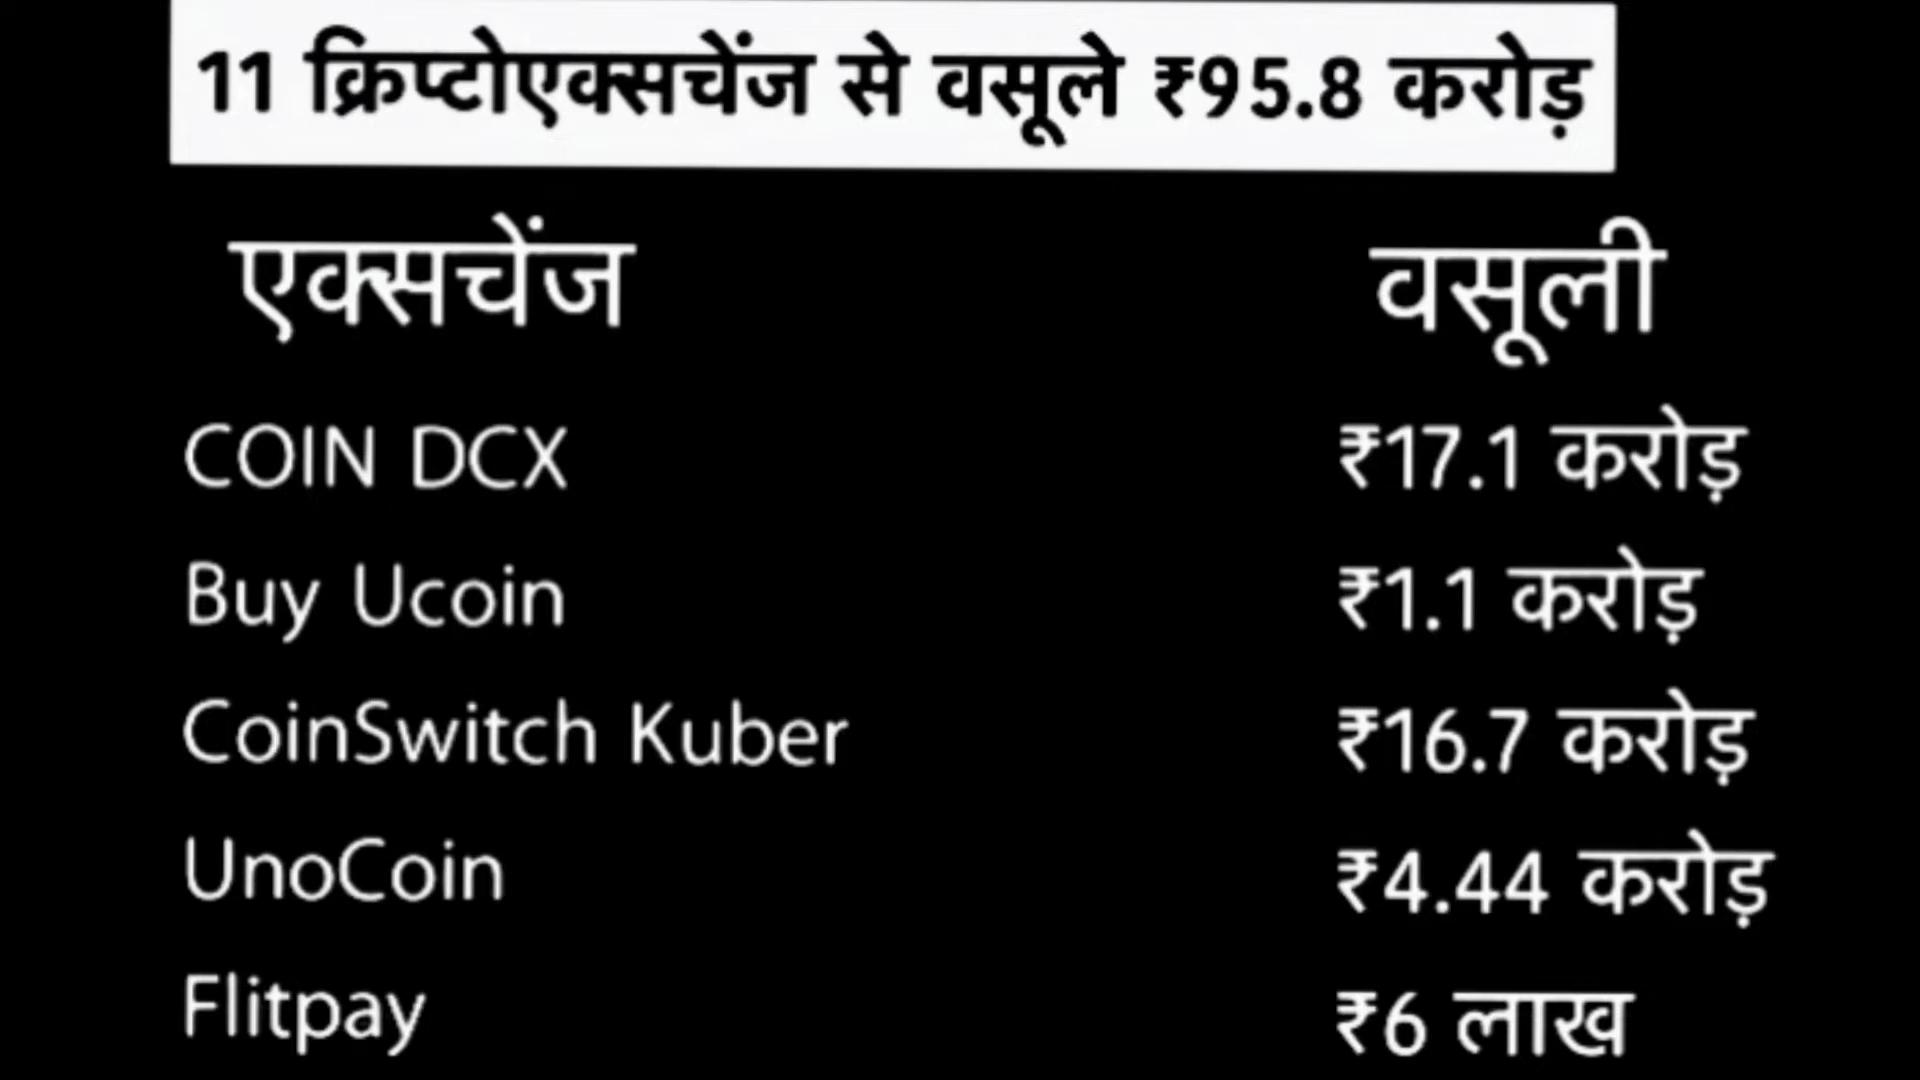 11 क्रिप्टोएक्सचेंज से वसूले ₹95.8 करोड़
एक्सचेंज वसूली
COIN DCX ₹17.1 करोड़
Buy Ucoin ₹1.1 करोड़
CoinSwitch Kuber ₹16.7 करोड़
UnoCoin ₹4.44 करोड़
Flitpay ₹6 लाख